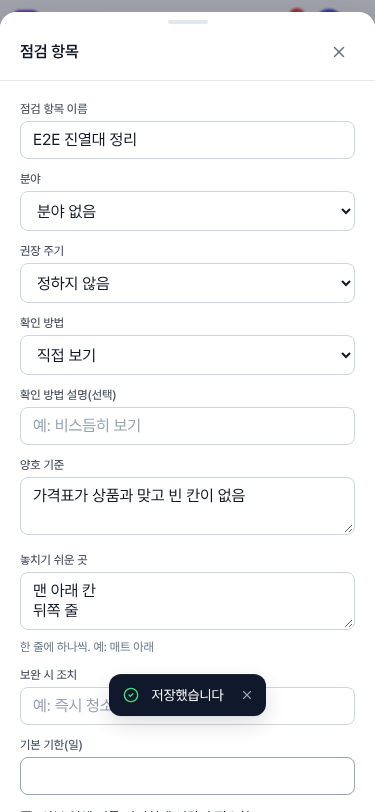 점검 항목
점검 항목 이름
E2E 진열대 정리
분야
분야 없음
권장 주기
정하지 않음
확인 방법
직접 보기
확인 방법 설명(선택)
예: 비스듬히 보기
양호 기준
가격표가 상품과 맞고 빈 칸이 없음
놓치기 쉬운 곳
맨 아래 칸
뒤쪽 줄
한 줄에 하나씩. 예: 매트 아래
보완 시 조치
예: 즉시 청소
저장했습니다
기본 기한(일)